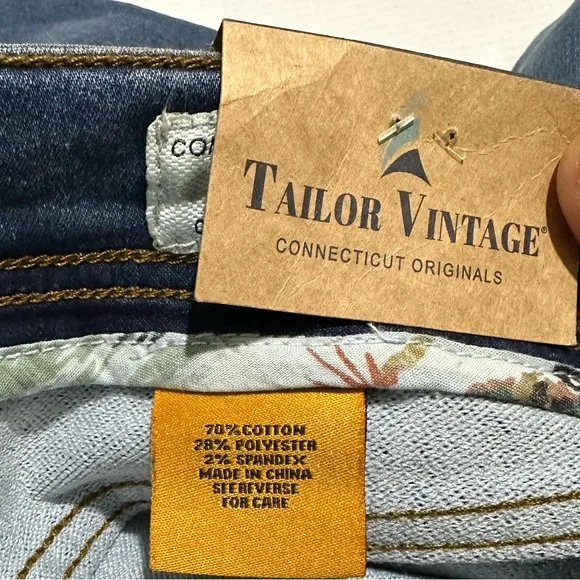 TAILOR VINTAGE®
CONNECTICUT ORIGINALS
70% COTTON
28% POLYESTER
2% SPANDEX
MADE IN CHINA
SEE REVERSE
FOR CARE